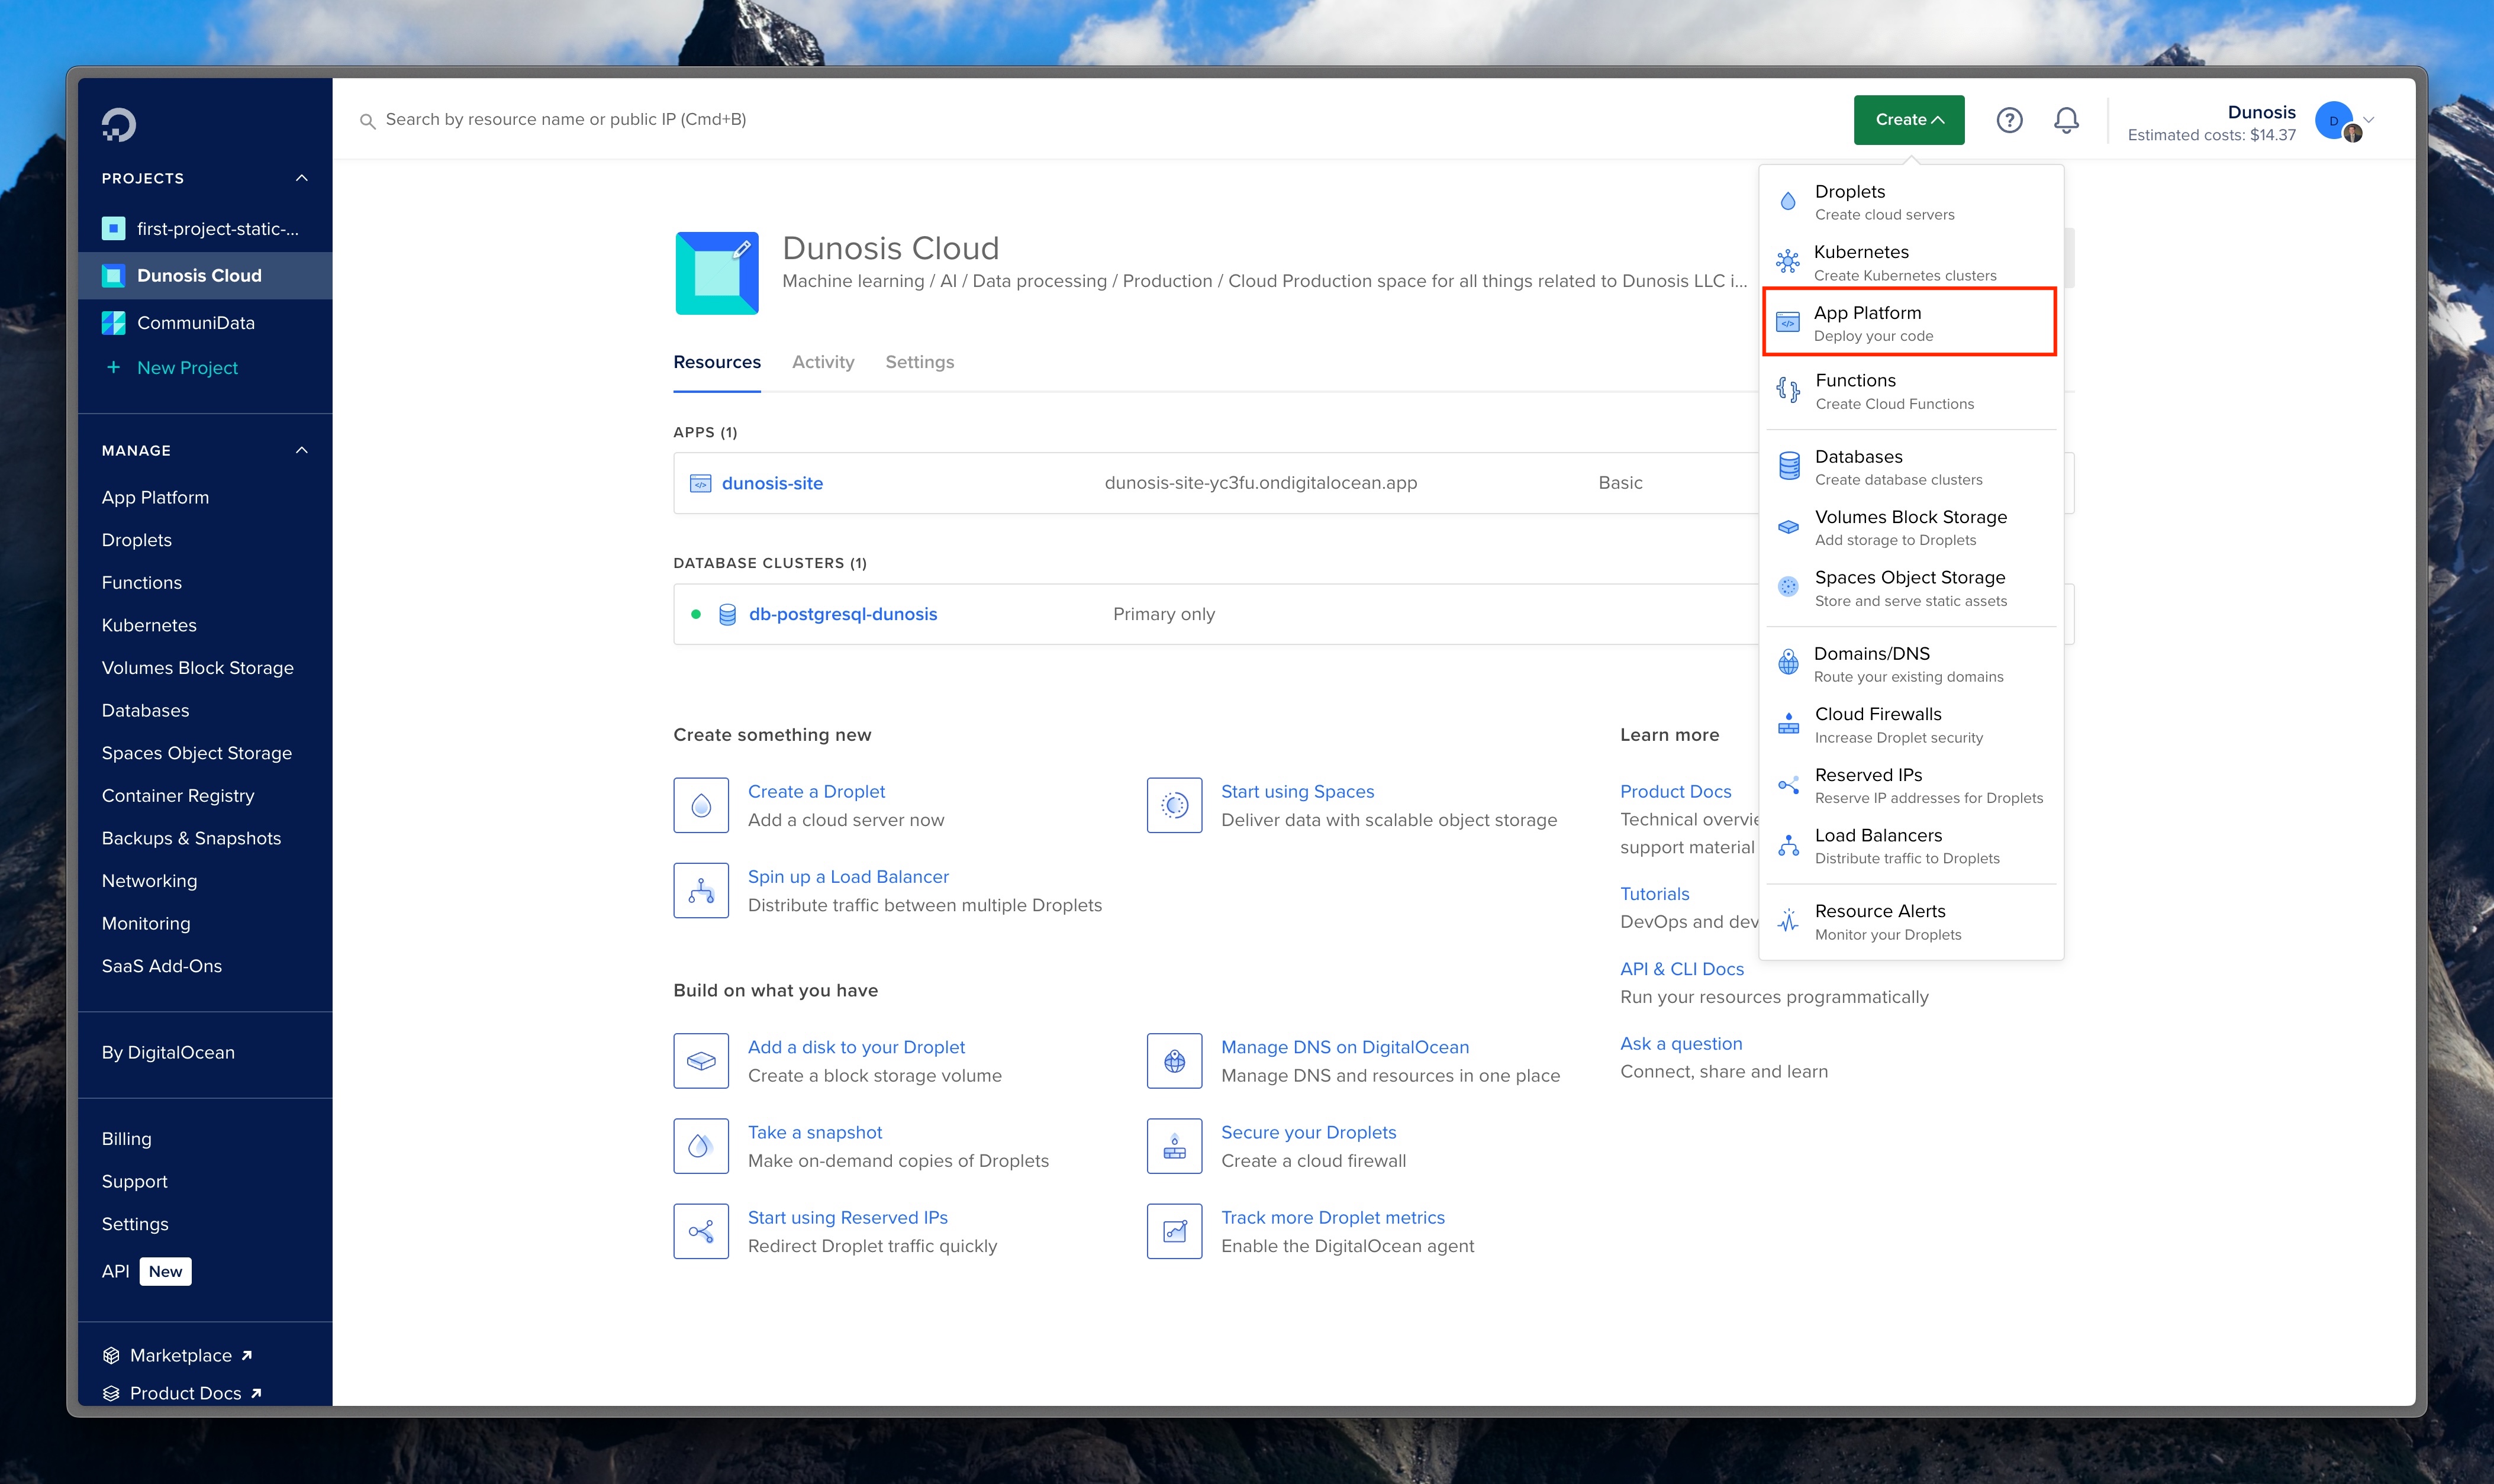 Search by resource name or public IP (Cmd+B)
Create
Dunosis
Estimated costs: $14.37
D
PROJECTS
first-project-static-...
Dunosis Cloud
CommuniData
+ New Project
MANAGE
App Platform
Droplets
Functions
Kubernetes
Volumes Block Storage
Databases
Spaces Object Storage
Container Registry
Backups & Snapshots
Networking
Monitoring
SaaS Add-Ons
By DigitalOcean
Billing
Support
Settings
API New
Marketplace
Product Docs
Dunosis Cloud
Machine learning / AI / Data processing / Production / Cloud Production space for all things related to Dunosis LLC i...
Resources Activity Settings
APPS (1)
dunosis-site dunosis-site-yc3fu.ondigitalocean.app Basic
DATABASE CLUSTERS (1)
db-postgresql-dunosis Primary only
Create something new
Create a Droplet
Add a cloud server now
Start using Spaces
Deliver data with scalable object storage
Spin up a Load Balancer
Distribute traffic between multiple Droplets
Build on what you have
Add a disk to your Droplet
Create a block storage volume
Manage DNS on DigitalOcean
Manage DNS and resources in one place
Take a snapshot
Make on-demand copies of Droplets
Secure your Droplets
Create a cloud firewall
Start using Reserved IPs
Redirect Droplet traffic quickly
Track more Droplet metrics
Enable the DigitalOcean agent
Learn more
Product Docs
Technical
support material
Tutorials
DevOps and
API & CLI Docs
Run your resources programmatically
Ask a question
Connect, share and learn
Droplets
Create cloud servers
Kubernetes
Create Kubernetes clusters
App Platform
Deploy your code
Functions
Create Cloud Functions
Databases
Create database clusters
Volumes Block Storage
Add storage to Droplets
Spaces Object Storage
Store and serve static assets
Domains/DNS
Route your existing domains
Cloud Firewalls
Increase Droplet security
Reserved IPs
Reserve IP addresses for Droplets
Load Balancers
Distribute traffic to Droplets
Resource Alerts
Monitor your Droplets